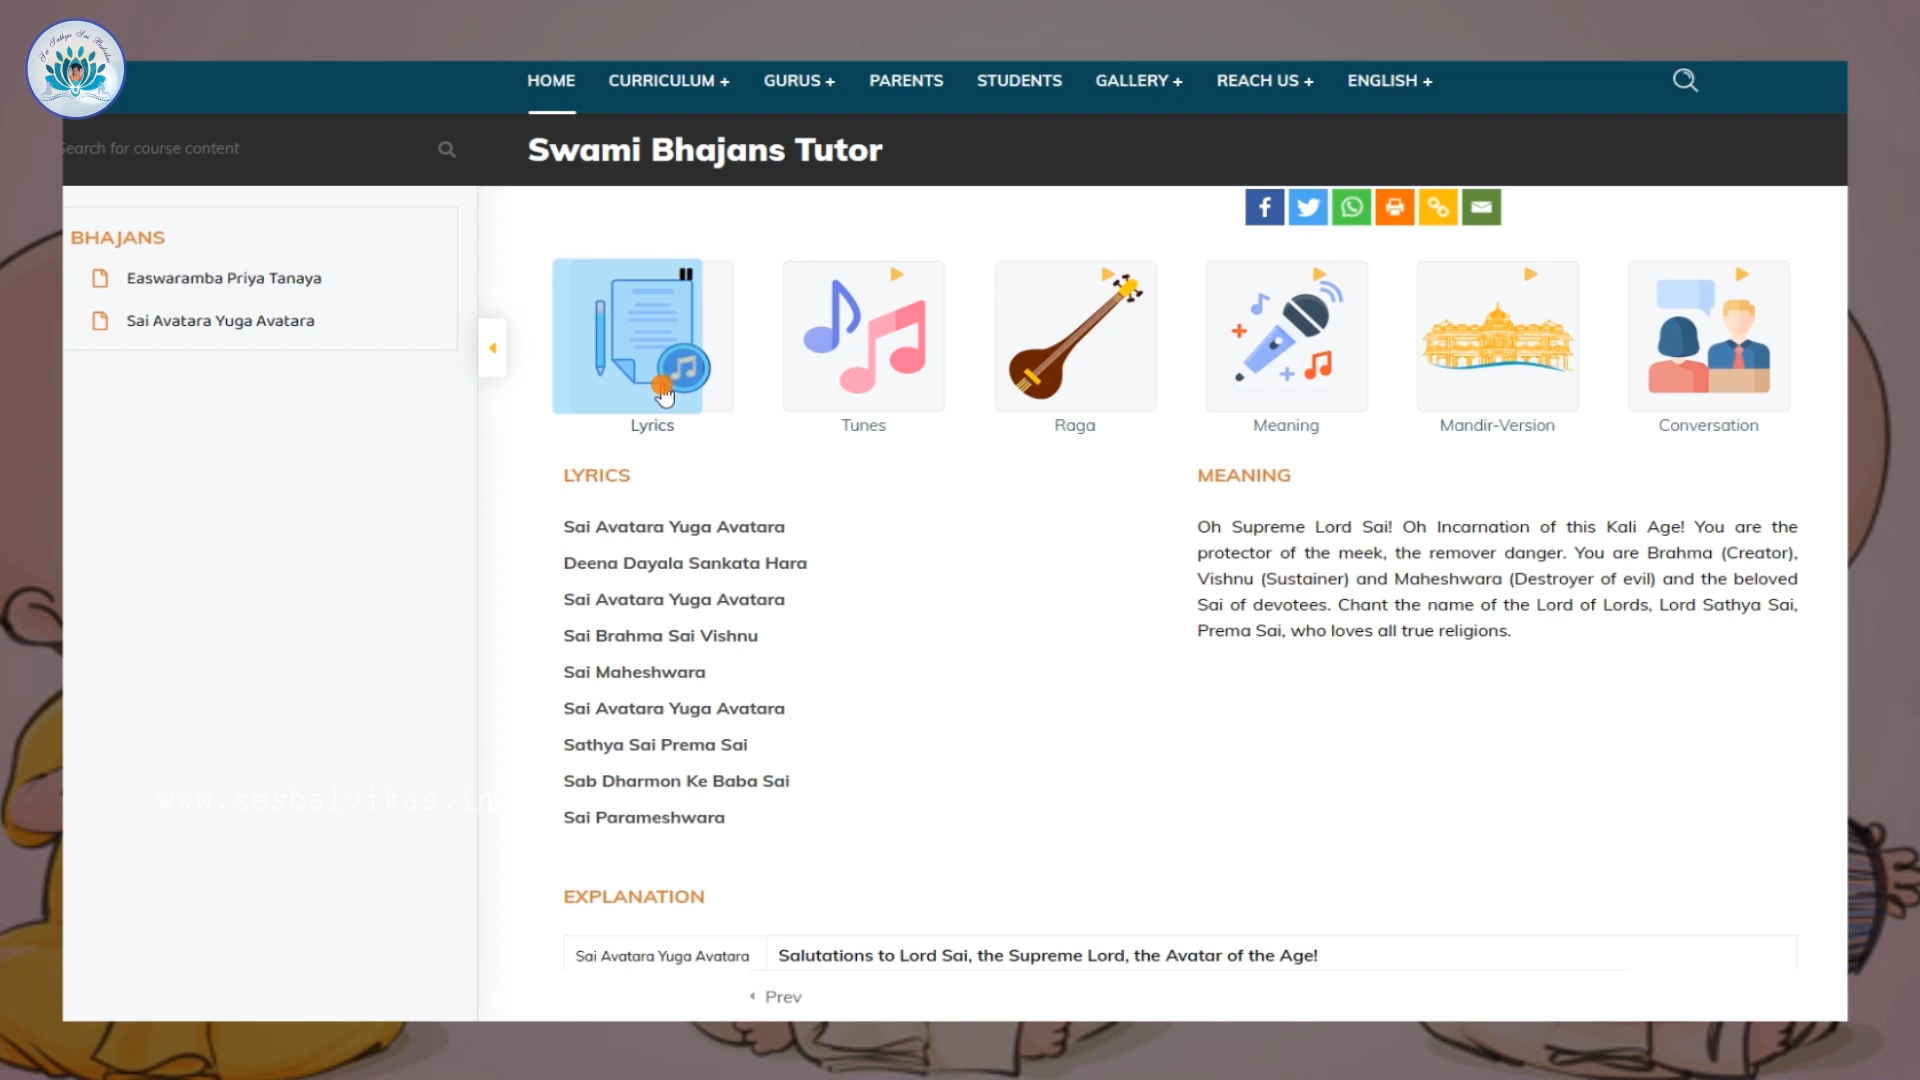 Sri Sathya Sai Balvikas
HOME CURRICULUM + GURUS + PARENTS STUDENTS GALLERY + REACH US + ENGLISH +
Search for course content
Swami Bhajans Tutor
BHAJANS
Easwaramba Priya Tanaya
Sai Avatara Yuga Avatara
Lyrics Tunes Raga Meaning Mandir-Version Conversation
LYRICS
Sai Avatara Yuga Avatara
Deena Dayala Sankata Hara
Sai Avatara Yuga Avatara
Sai Brahma Sai Vishnu
Sai Maheshwara
Sai Avatara Yuga Avatara
Sathya Sai Prema Sai
Sab Dharmon Ke Baba Sai
Sai Parameshwara
MEANING
Oh Supreme Lord Sai! Oh Incarnation of this Kali Age! You are the
protector of the meek, the remover danger. You are Brahma (Creator),
Vishnu (Sustainer) and Maheshwara (Destroyer of evil) and the beloved
Sai of devotees. Chant the name of the Lord of Lords, Lord Sathya Sai,
Prema Sai, who loves all true religions.
www.sssbalvikas.in
EXPLANATION
Sai Avatara Yuga Avatara Salutations to Lord Sai, the Supreme Lord, the Avatar of the Age!
Prev